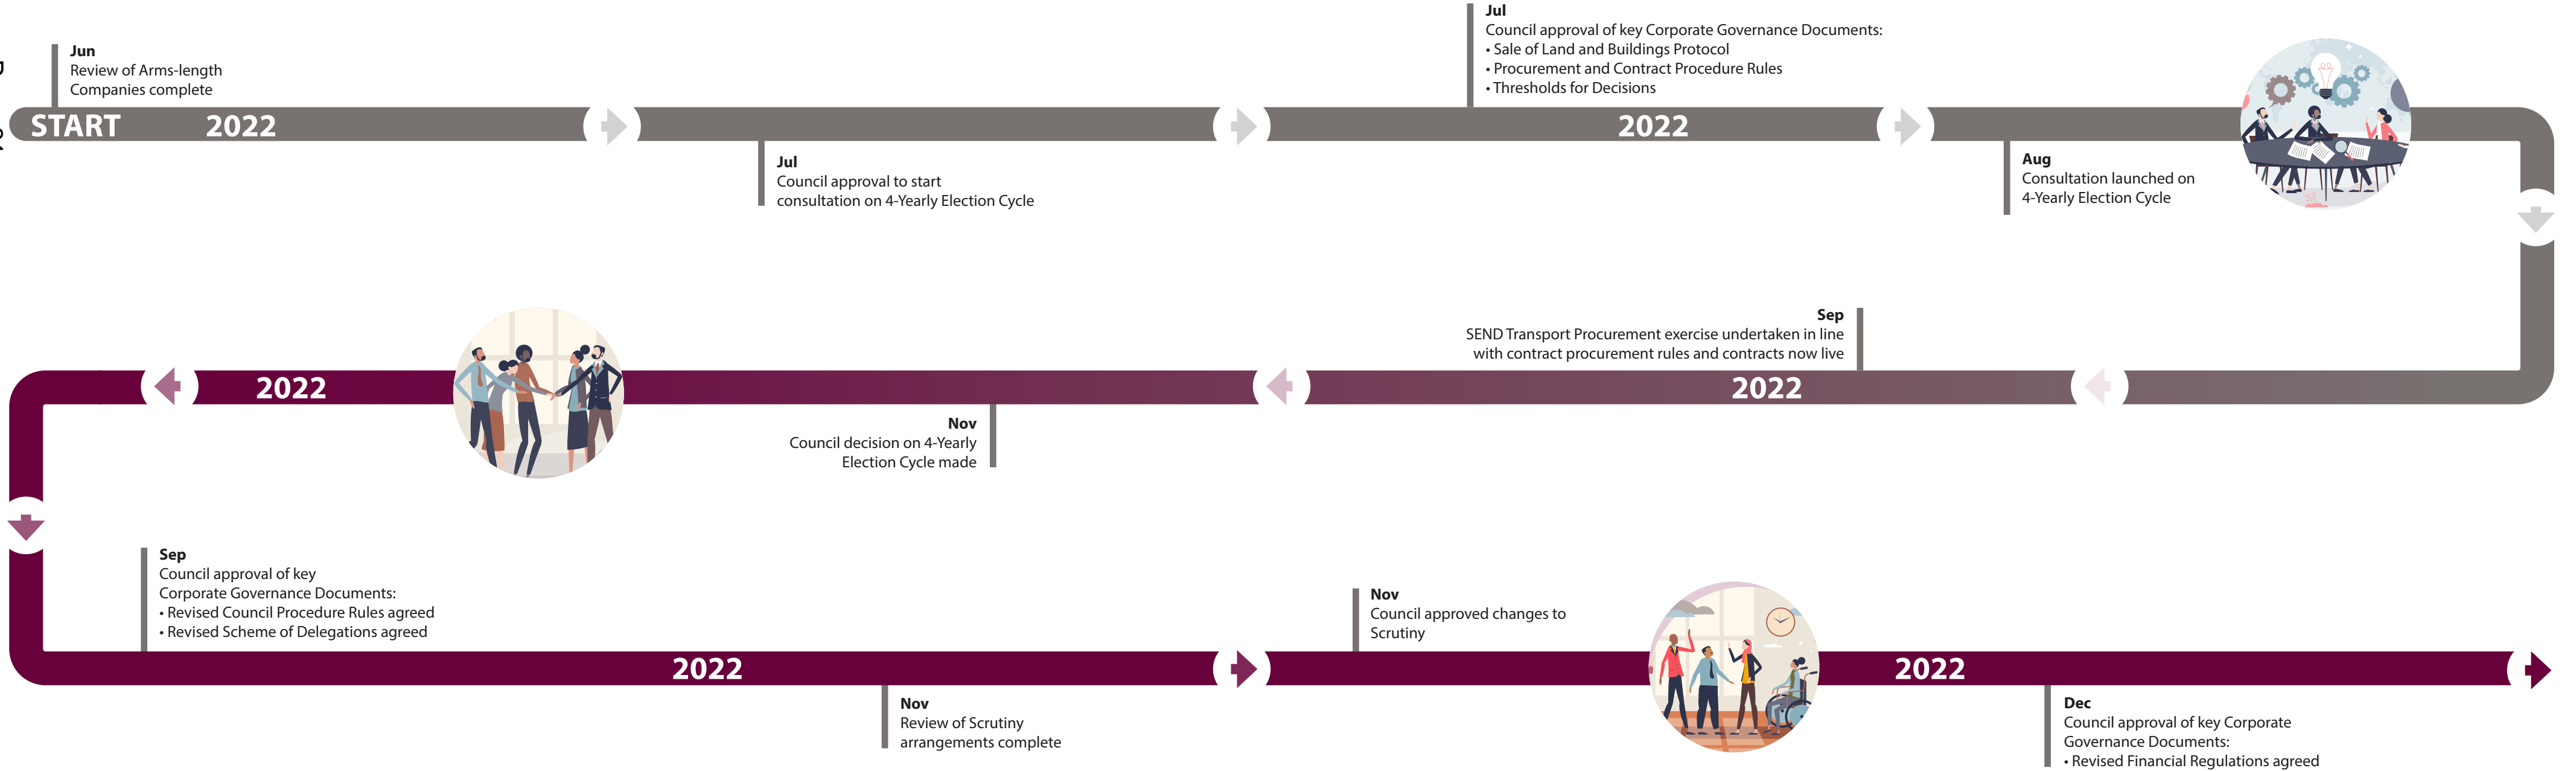 Jun
Review of Arms-length
Companies complete
START 2022
Jul
Council approval to start
consultation on 4-Yearly Election Cycle
Jul
Council approval of key Corporate Governance Documents:
• Sale of Land and Buildings Protocol
• Procurement and Contract Procedure Rules
• Thresholds for Decisions
2022
Aug
Consultation launched on
4-Yearly Election Cycle
Sep
SEND Transport Procurement exercise undertaken in line
with contract procurement rules and contracts now live
2022
Nov
Council decision on 4-Yearly
Election Cycle made
2022
Sep
Council approval of key
Corporate Governance Documents:
• Revised Council Procedure Rules agreed
• Revised Scheme of Delegations agreed
2022
Nov
Review of Scrutiny
arrangements complete
Nov
Council approved changes to
Scrutiny
2022
Dec
Council approval of key Corporate
Governance Documents:
• Revised Financial Regulations agreed